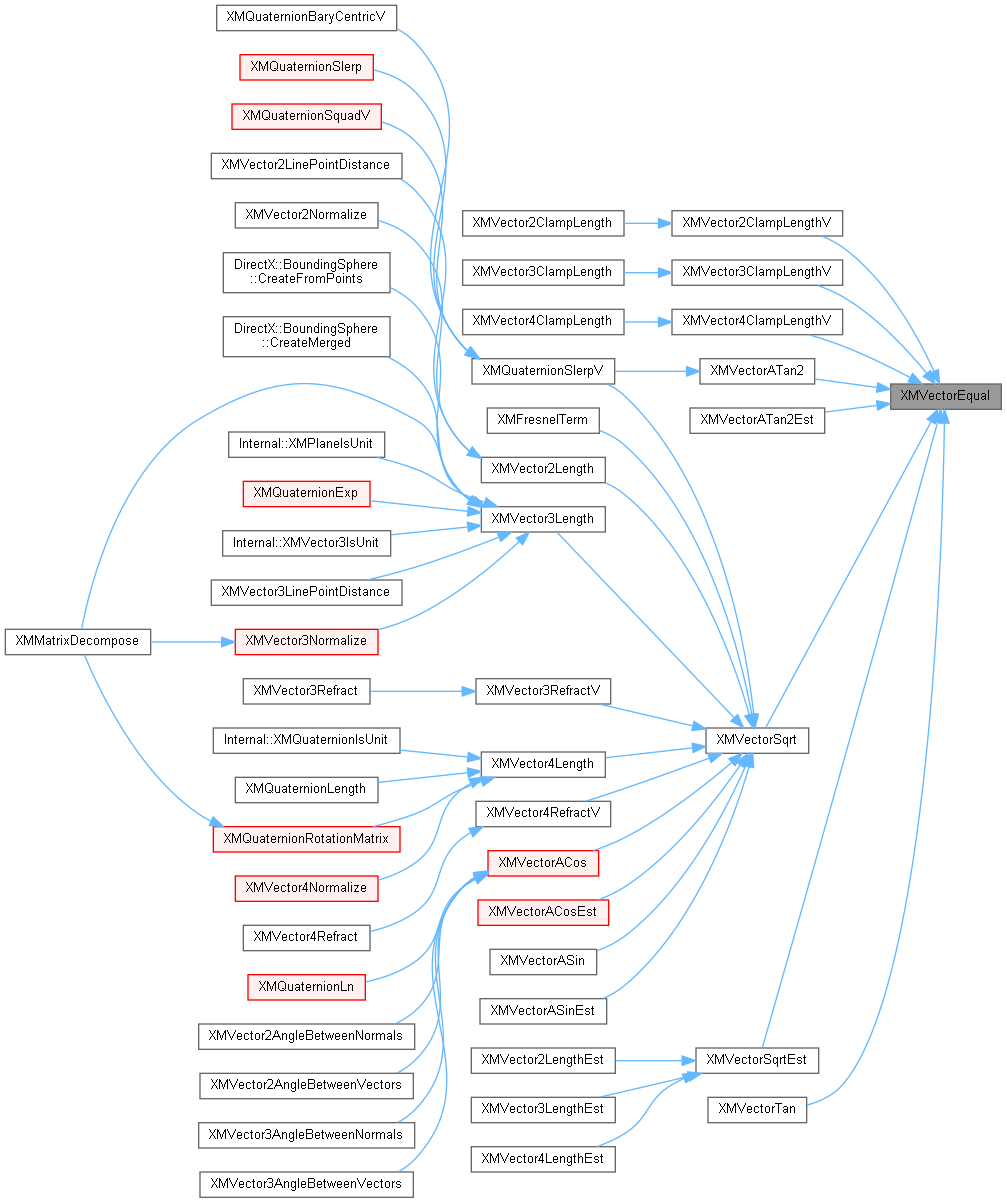 XMQuaternionBaryCentricV
XMQuaternionSlerp
XMQuaternionSquadV
XMVector2LinePointDistance
XMVector2Normalize
DirectX::BoundingSphere
::CreateFromPoints
DirectX::BoundingSphere
::CreateMerged
Internal::XMPlaneIsUnit
XMQuaternionExp
Internal::XMVector3IsUnit
XMVector3LinePointDistance
XMMatrixDecompose
XMVector3Normalize
XMVector3Refract
Internal::XMQuaternionIsUnit
XMQuaternionLength
XMQuaternionRotationMatrix
XMVector4Normalize
XMVector4Refract
XMQuaternionLn
XMVector2AngleBetweenNormals
XMVector2AngleBetweenVectors
XMVector3AngleBetweenNormals
XMVector3AngleBetweenVectors
XMVector2ClampLength
XMVector3ClampLength
XMVector4ClampLength
XMQuaternionSlerpV
XMFresnelTerm
XMVector2Length
XMVector3Length
XMVector3RefractV
XMVector4Length
XMVector4RefractV
XMVectorACos
XMVectorACosEst
XMVectorASin
XMVectorASinEst
XMVector2LengthEst
XMVector3LengthEst
XMVector4LengthEst
XMVector2ClampLengthV
XMVector3ClampLengthV
XMVector4ClampLengthV
XMVectorATan2
XMVectorATan2Est
XMVectorSqrt
XMVectorSqrtEst
XMVectorTan
XMVectorEqual